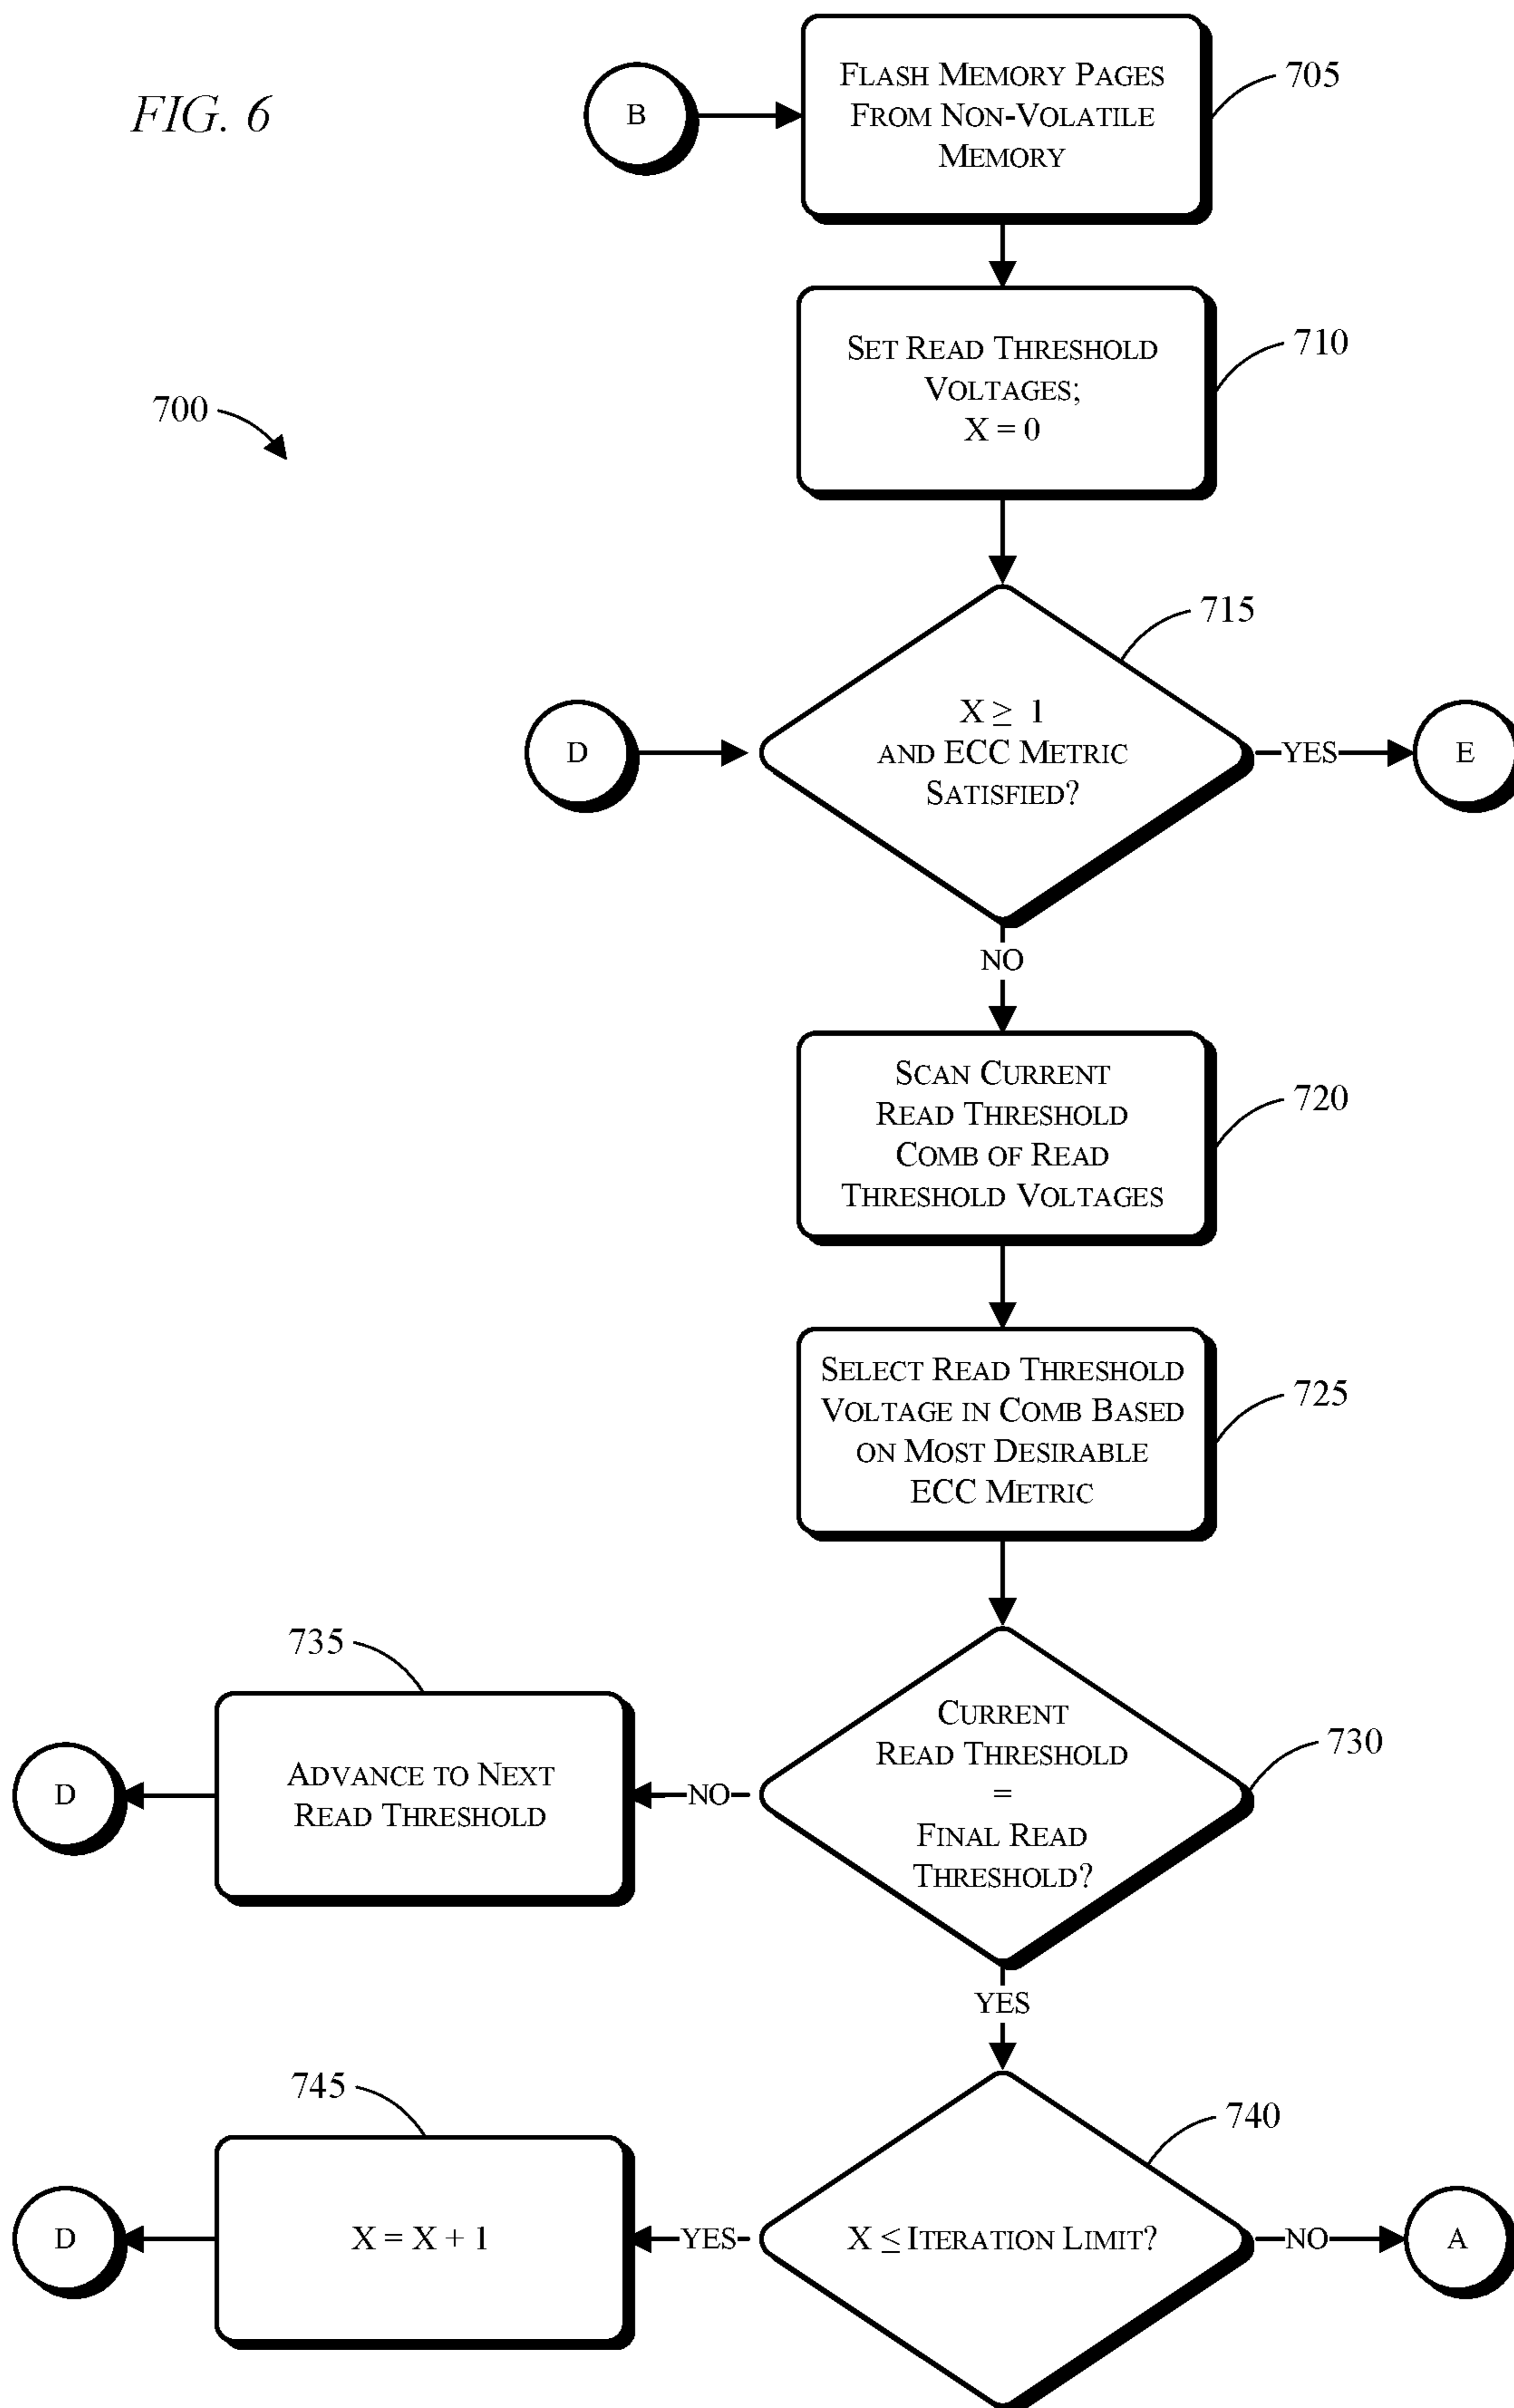 FIG. 6
B
FLASH MEMORY PAGES
FROM NON-VOLATILE
MEMORY
705
SET READ THRESHOLD
VOLTAGES;
X = 0
710
700
715
D
X ≥ 1
AND ECC METRIC
SATISFIED?
YES
E
NO
SCAN CURRENT
READ THRESHOLD
COMB OF READ
THRESHOLD VOLTAGES
720
SELECT READ THRESHOLD
VOLTAGE IN COMB BASED
ON MOST DESIRABLE
ECC METRIC
725
735
D
ADVANCE TO NEXT
READ THRESHOLD
NO
CURRENT
READ THRESHOLD
=
FINAL READ
THRESHOLD?
730
YES
745
740
D
X = X + 1
YES
X ≤ ITERATION LIMIT?
NO
A